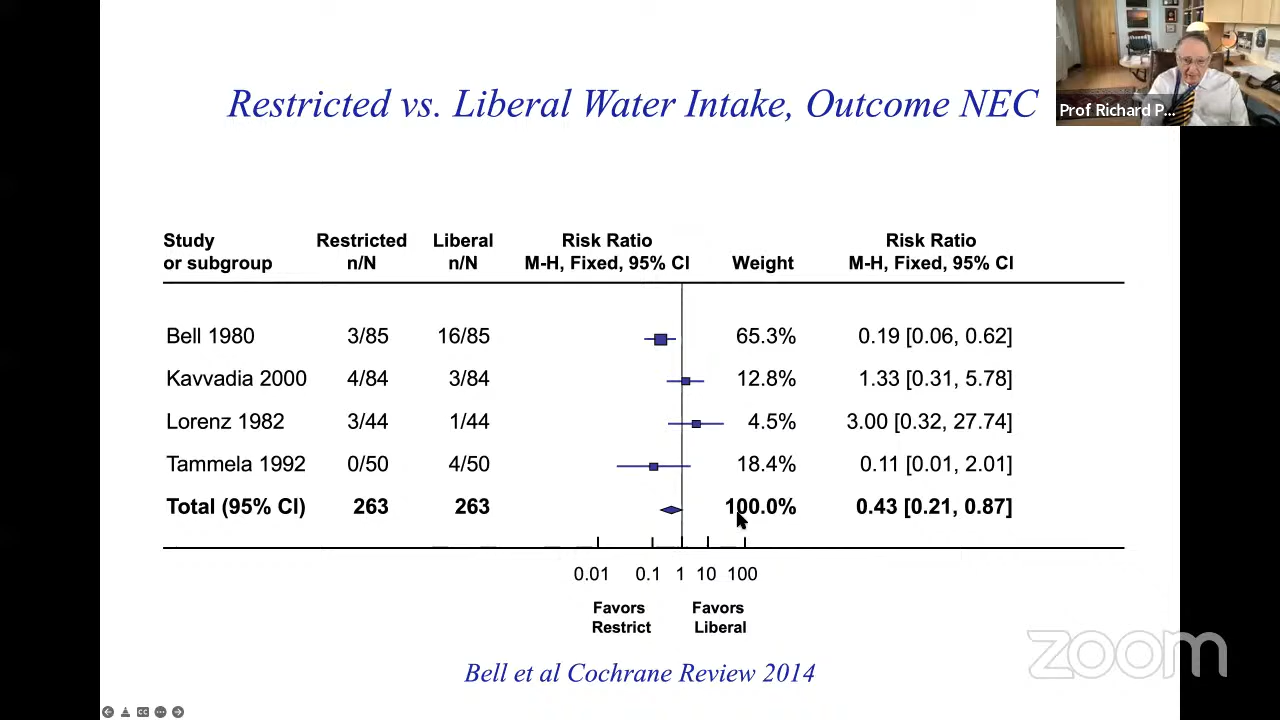 Restricted vs. Liberal Water Intake, Outcome NEC
Prof Richard P...
Study or subgroup Restricted n/N Liberal n/N Risk Ratio M-H, Fixed, 95% CI Weight Risk Ratio M-H, Fixed, 95% CI
Bell 1980 3/85 16/85 65.3% 0.19 [0.06, 0.62]
Kavvadia 2000 4/84 3/84 12.8% 1.33 [0.31, 5.78]
Lorenz 1982 3/44 1/44 4.5% 3.00 [0.32, 27.74]
Tammela 1992 0/50 4/50 18.4% 0.11 [0.01, 2.01]
Total (95% CI) 263 263 100.0% 0.43 [0.21, 0.87]
0.01 0.1 1 10 100
Favors Restrict Favors Liberal
Bell et al Cochrane Review 2014
zoom
CC